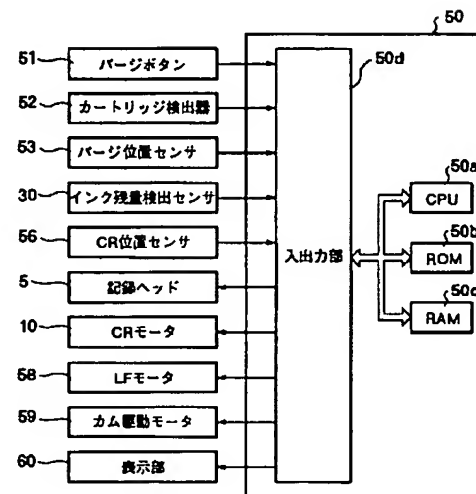 50
51
パージボタン
50d
52
カートリッジ検出器
53
パージ位置センサ
50a
CPU
30
インク残量検出センサ
50b
56
CR位置センサ
入出力部
ROM
5
記録ヘッド
50c
10
CRモータ
RAM
58
LFモータ
59
カム駆動モータ
60
表示部